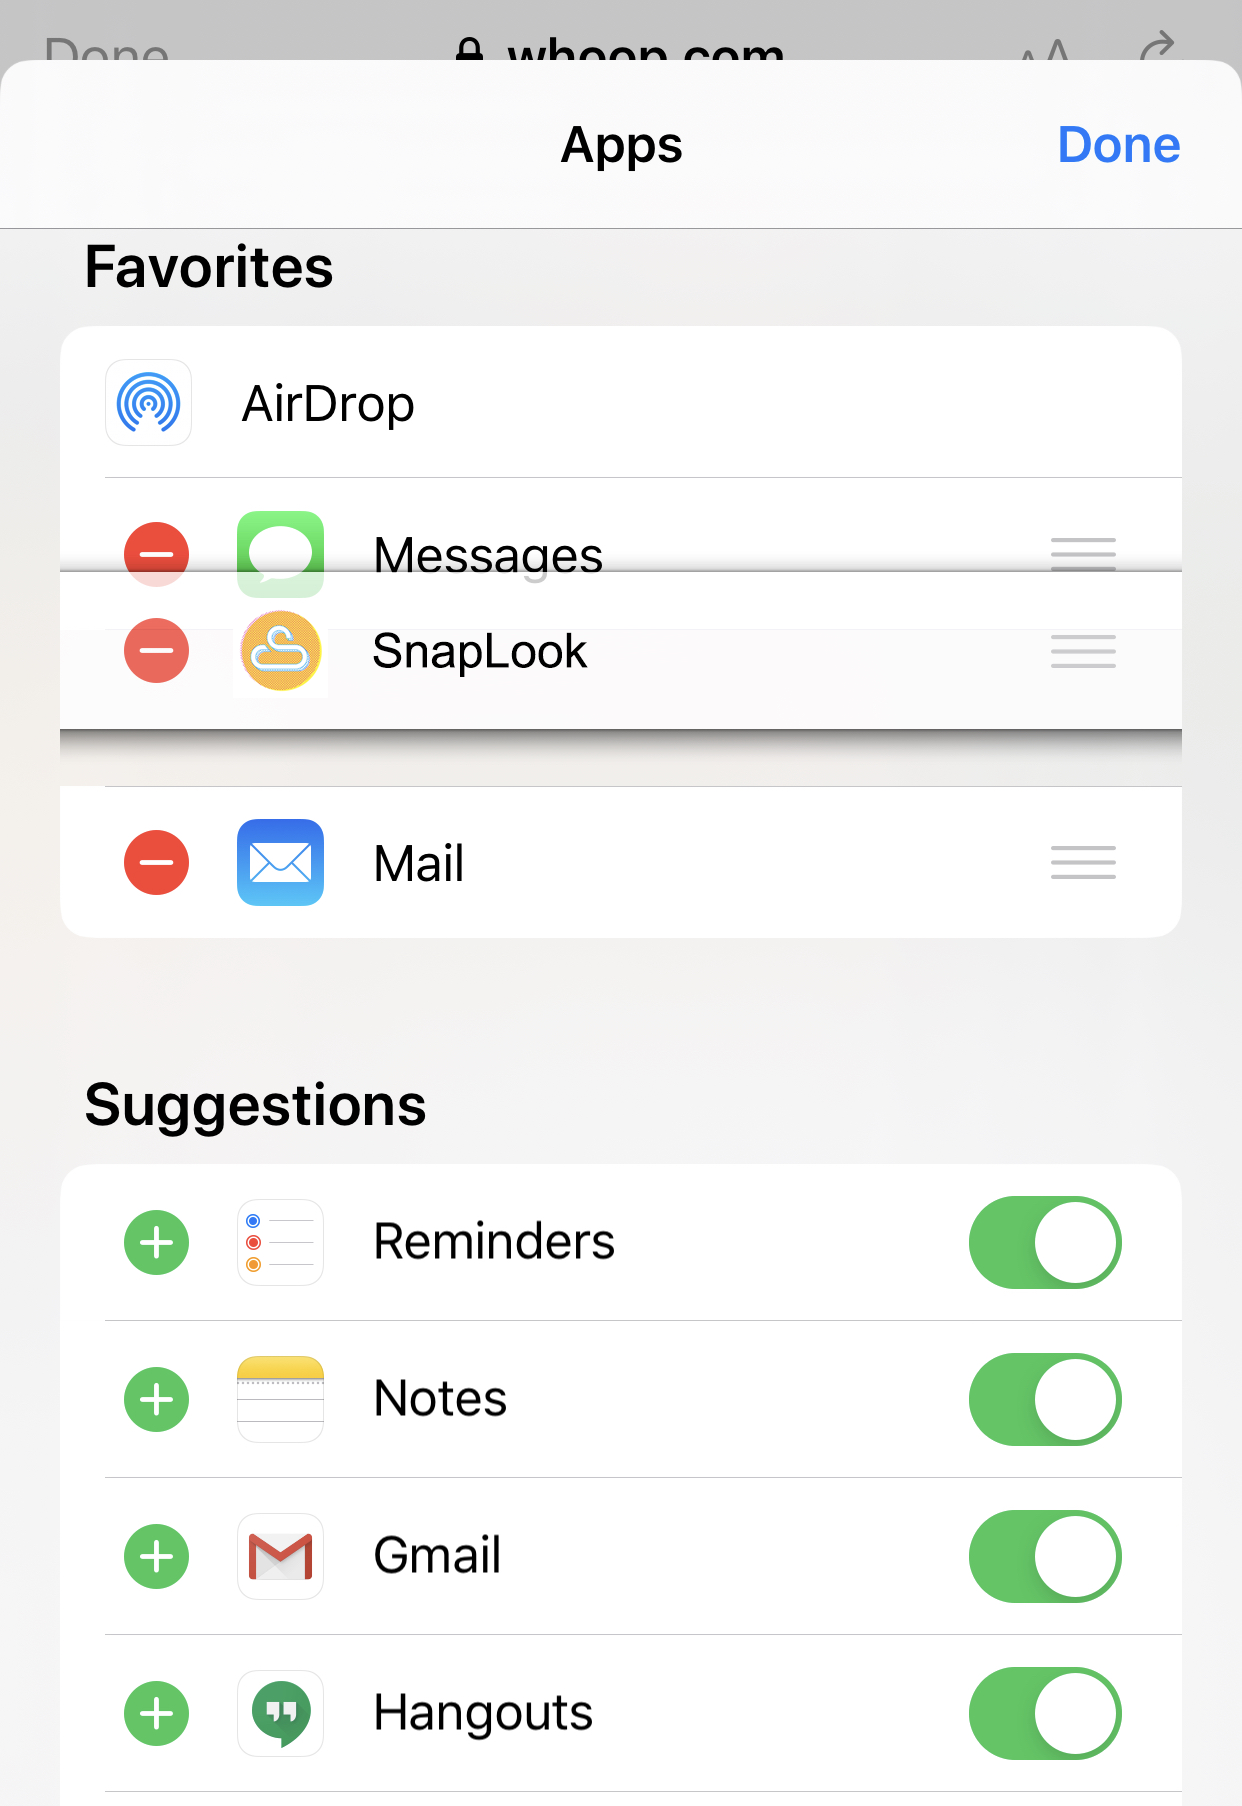 Done
whoop.com
AA
Apps
Done
Favorites
AirDrop
Messages
SnapLook
Mail
Suggestions
Reminders
Notes
Gmail
Hangouts